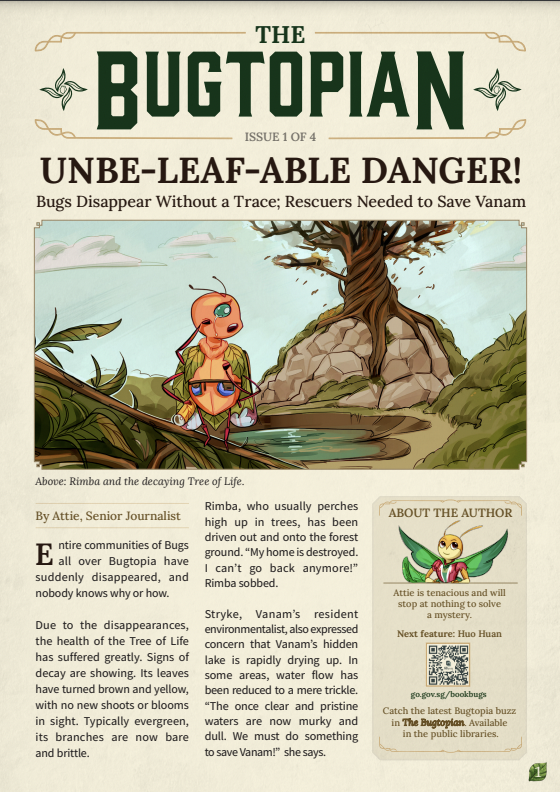 THE
BUGTOPIAN
ISSUE 1 OF 4
UNBE-LEAF-ABLE DANGER!
Bugs Disappear Without a Trace; Rescuers Needed to Save Vanam
Above: Rimba and the decaying Tree of Life.
By Attie, Senior Journalist
Entire communities of Bugs
all over Bugtopia have
suddenly disappeared, and
nobody knows why or how.
Due to the disappearances,
the health of the Tree of Life
has suffered greatly. Signs of
decay are showing. Its leaves
have turned brown and yellow,
with no new shoots or blooms
in sight. Typically evergreen,
its branches are now bare
and brittle.
Rimba, who usually perches
high up in trees, has been
driven out and onto the forest
ground. “My home is destroyed.
I can’t go back anymore!”
Rimba sobbed.
Stryke, Vanam’s resident
environmentalist, also expressed
concern that Vanam’s hidden
lake is rapidly drying up. In
some areas, water flow has
been reduced to a mere trickle.
“The once clear and pristine
waters are now murky and
dull. We must do something
to save Vanam!” she says.
ABOUT THE AUTHOR
Attie is tenacious and will
stop at nothing to solve
a mystery.
Next feature: Huo Huan
go.gov.sg/bookbugs
Catch the latest Bugtopia buzz
in The Bugtopian. Available
in the public libraries.
1